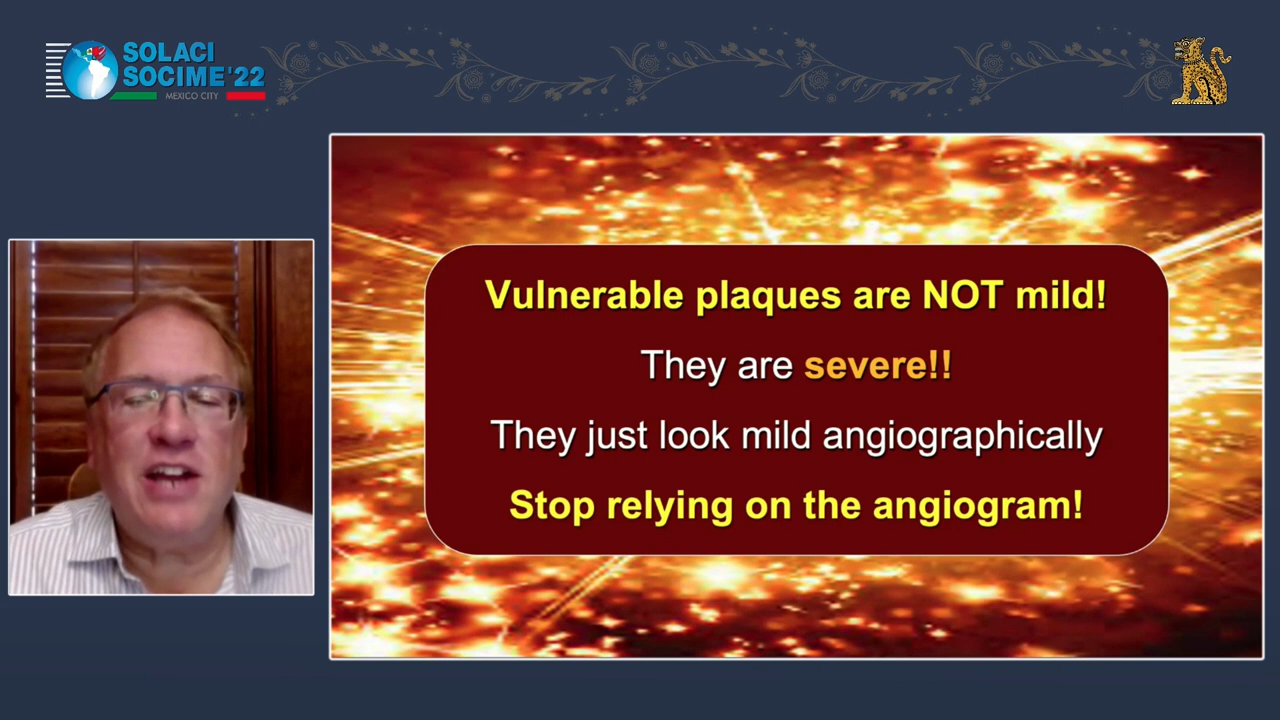 SOLACI
SOCIME'22
MEXICO CITY
Vulnerable plaques are NOT mild!
They are severe!!
They just look mild angiographically
Stop relying on the angiogram!